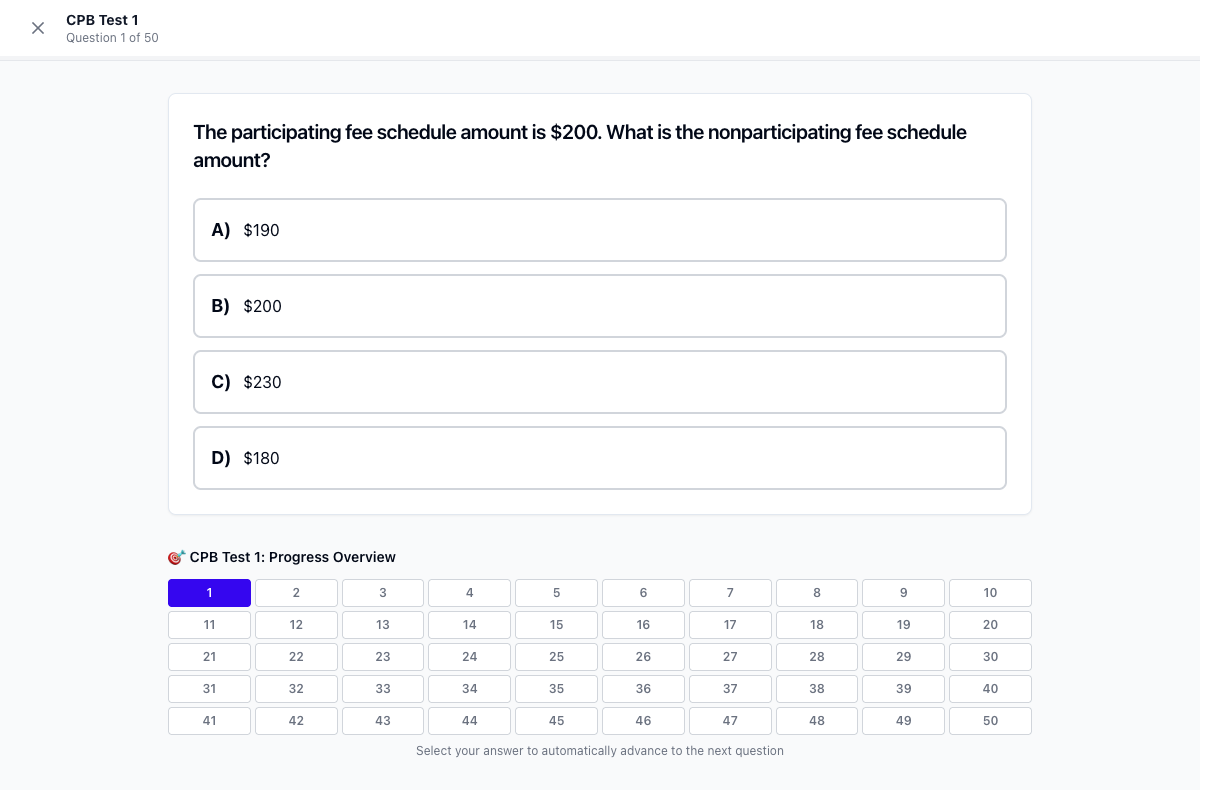 CPB Test 1
Question 1 of 50
The participating fee schedule amount is $200. What is the nonparticipating fee schedule
amount?
A) $190
B) $200
C) $230
D) $180
🎯 CPB Test 1: Progress Overview
1 2 3 4 5 6 7 8 9 10
11 12 13 14 15 16 17 18 19 20
21 22 23 24 25 26 27 28 29 30
31 32 33 34 35 36 37 38 39 40
41 42 43 44 45 46 47 48 49 50
Select your answer to automatically advance to the next question